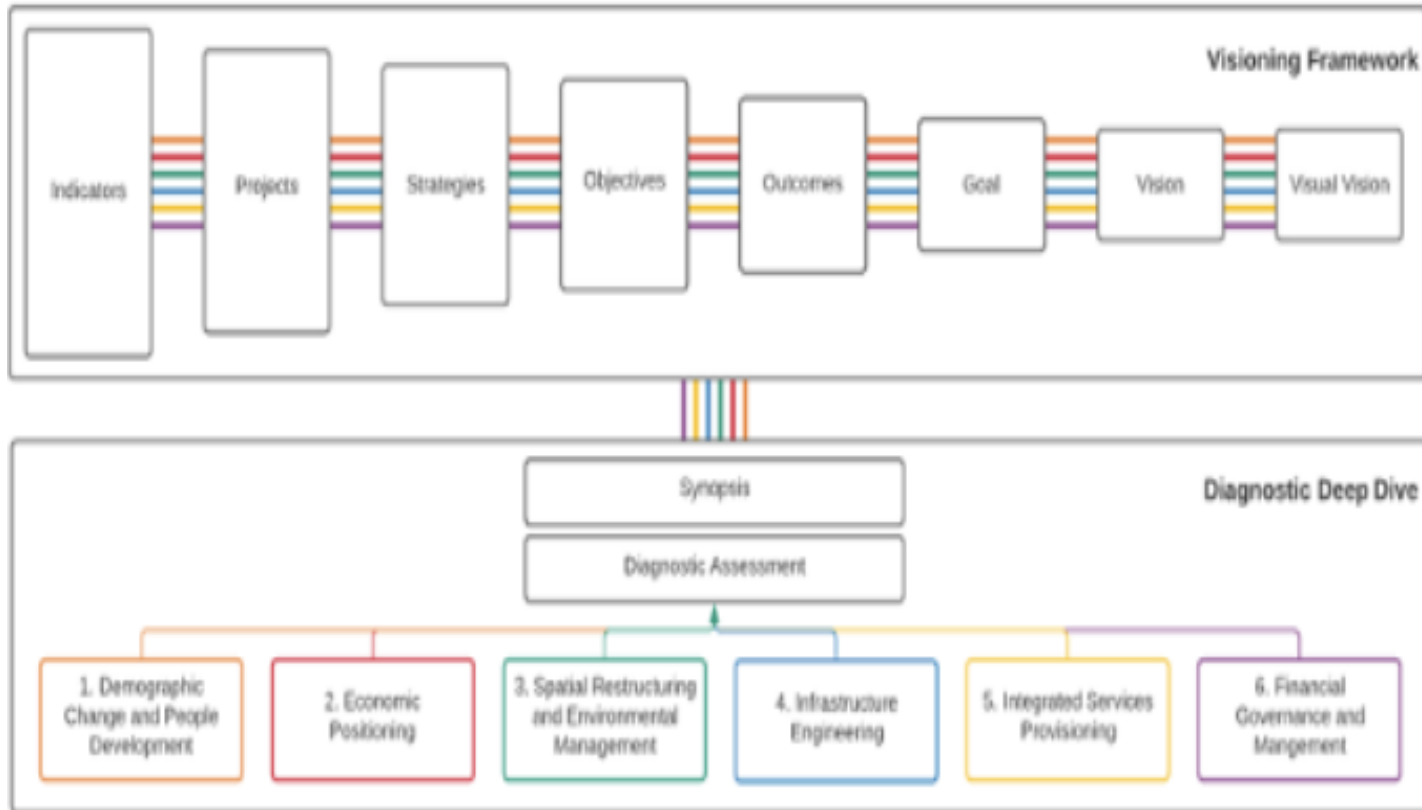 Visioning Framework
Indicators
Projects
Strategies
Objectives
Outcomes
Goal
Vision
Visual Vision
Synopsis
Diagnostic Deep Dive
Diagnostic Assessment
1. Demographic
Change and People
Development
2. Economic
Positioning
3. Spatial Restructuring
and Environmental
Management
4. Infrastructure
Engineering
5. Integrated Services
Provisioning
6. Financial
Governance and
Mangement